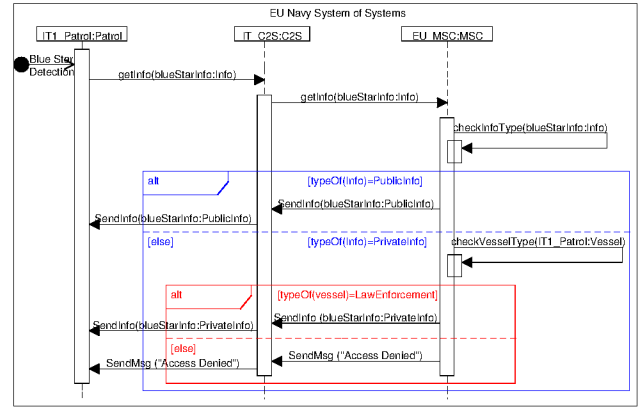 EU Navy System of Systems
IT1_Patrol:Patrol
IT_C2S:C2S
EU_MSC:MSC
Blue Star
Detection
getInfo(blueStarInfo:Info)
getInfo(blueStarInfo:Info)
checkInfoType(blueStarInfo:Info)
alt
[typeOf(Info)=PublicInfo]
SendInfo(blueStarInfo:PublicInfo)
SendInfo(blueStarInfo:PublicInfo)
[else]
[typeOf(Info)=PrivateInfo]
checkVesselType(IT1_Patrol:Vessel)
alt
[typeOf(vessel)=LawEnforcement]
SendInfo (blueStarInfo:PrivateInfo)
SendInfo(blueStarInfo:PrivateInfo)
[else]
SendMsg ("Access Denied")
SendMsg ("Access Denied")